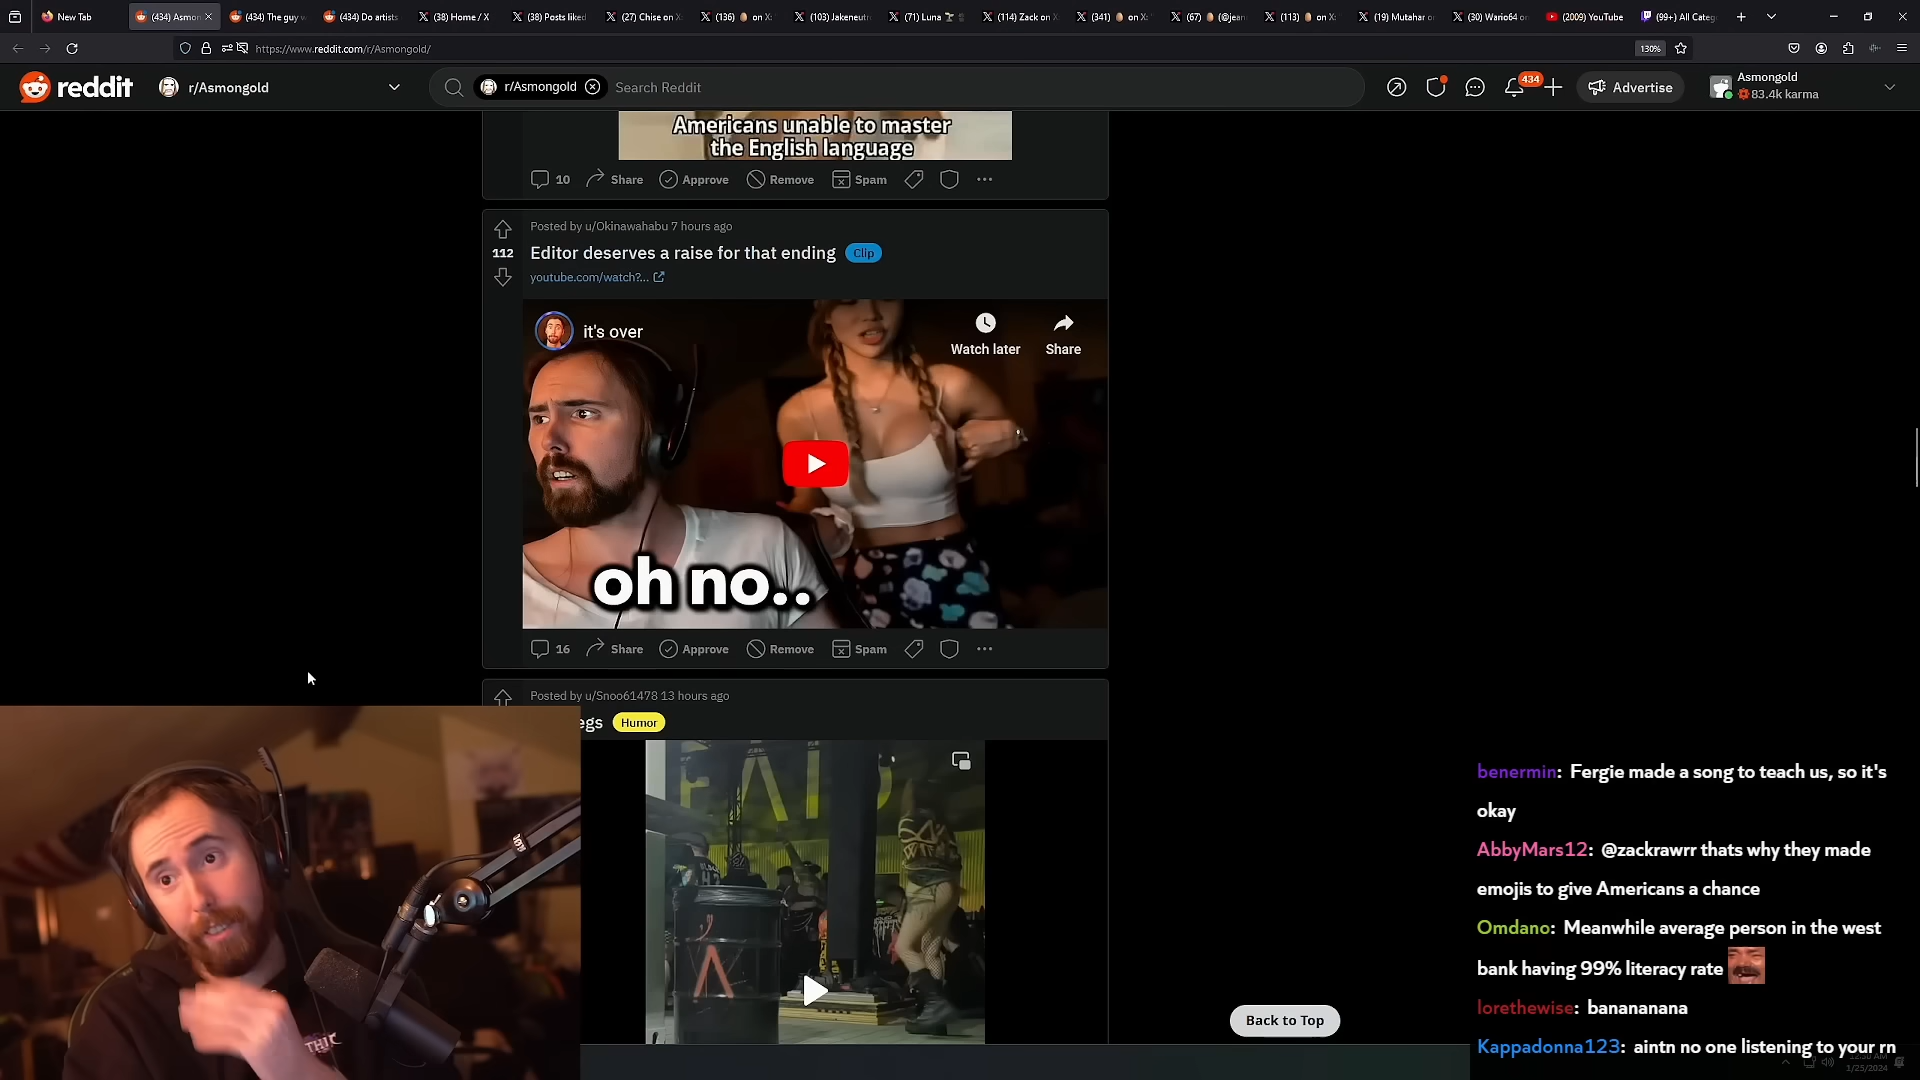 New Tab
(434) Asmon
(434) The guy w
(434) Do artists
(38) Home / X
(38) Posts liked
(27) Chise on X
(136) on X:
(103) Jakeneutr
(71) Luna
(114) Zack on
(341) on X:
(67) (@jean
(113) on X:
(19) Mutahar on
(30) Wario64 on
(2009) YouTube
(99+) All Categ
https://www.reddit.com/r/Asmongold/
130%
reddit
r/Asmongold
r/Asmongold
Search Reddit
434
Advertise
Asmongold
83.4k karma
Americans unable to master
the English language
10 Share Approve Remove Spam
Posted by u/Okinawahabu 7 hours ago
112
Editor deserves a raise for that ending Clip
youtube.com/watch?...
it's over
Watch later
Share
oh no..
16 Share Approve Remove Spam
Posted by u/Snoo61478 13 hours ago
egs Humor
THIC
benermin: Fergie made a song to teach us, so it's
okay
AbbyMars12: @zackrawrr thats why they made
emojis to give Americans a chance
Omdano: Meanwhile average person in the west
bank having 99% literacy rate
lorethewise: banananana
Kappadonna123: aintn no one listening to your rn
Back to Top
1/25/2024